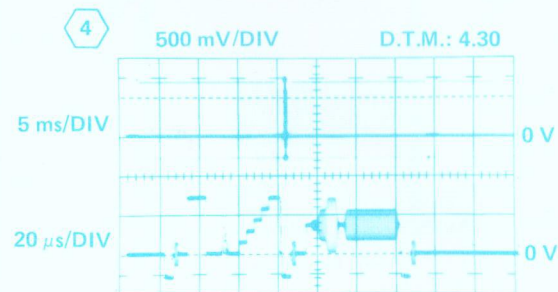 4
500 mV/DIV D.T.M.: 4.30
5 ms/DIV 0 V
20 μs/DIV 0 V